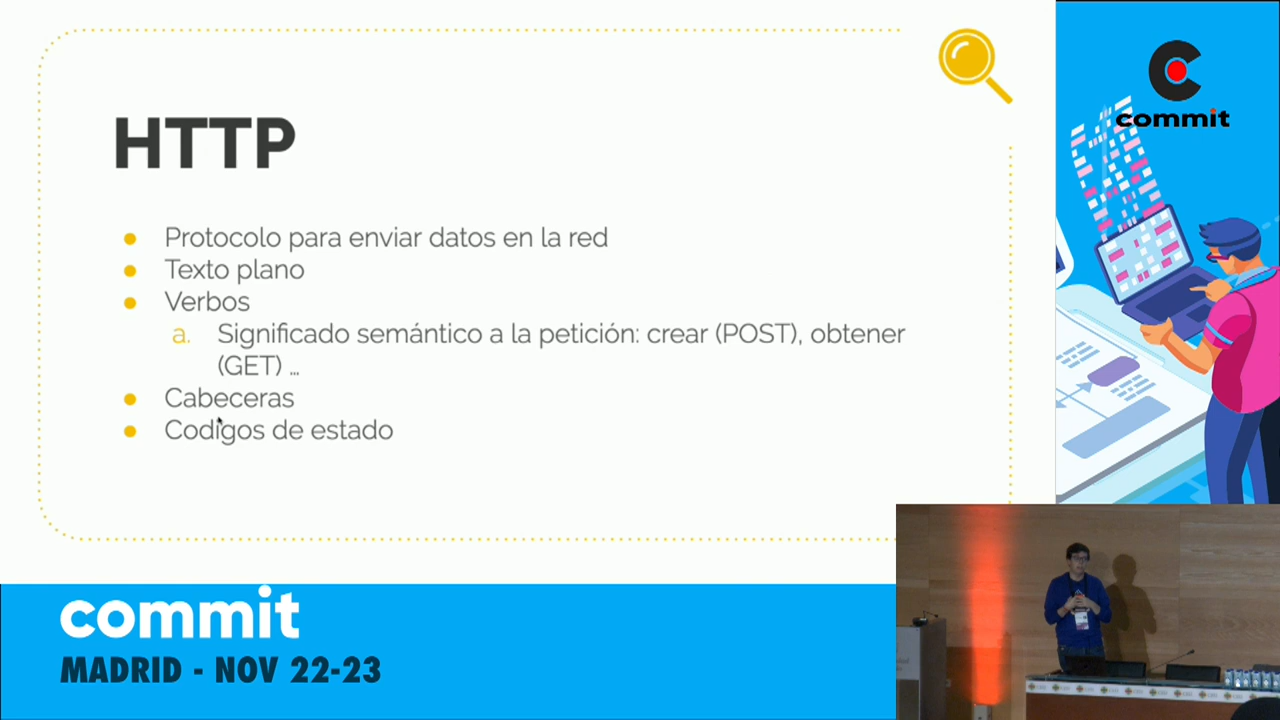 HTTP
● Protocolo para enviar datos en la red
● Texto plano
● Verbos
a. Significado semántico a la petición: crear (POST), obtener
(GET) ...
● Cabeceras
● Codigos de estado
commit
commit
MADRID - NOV 22-23